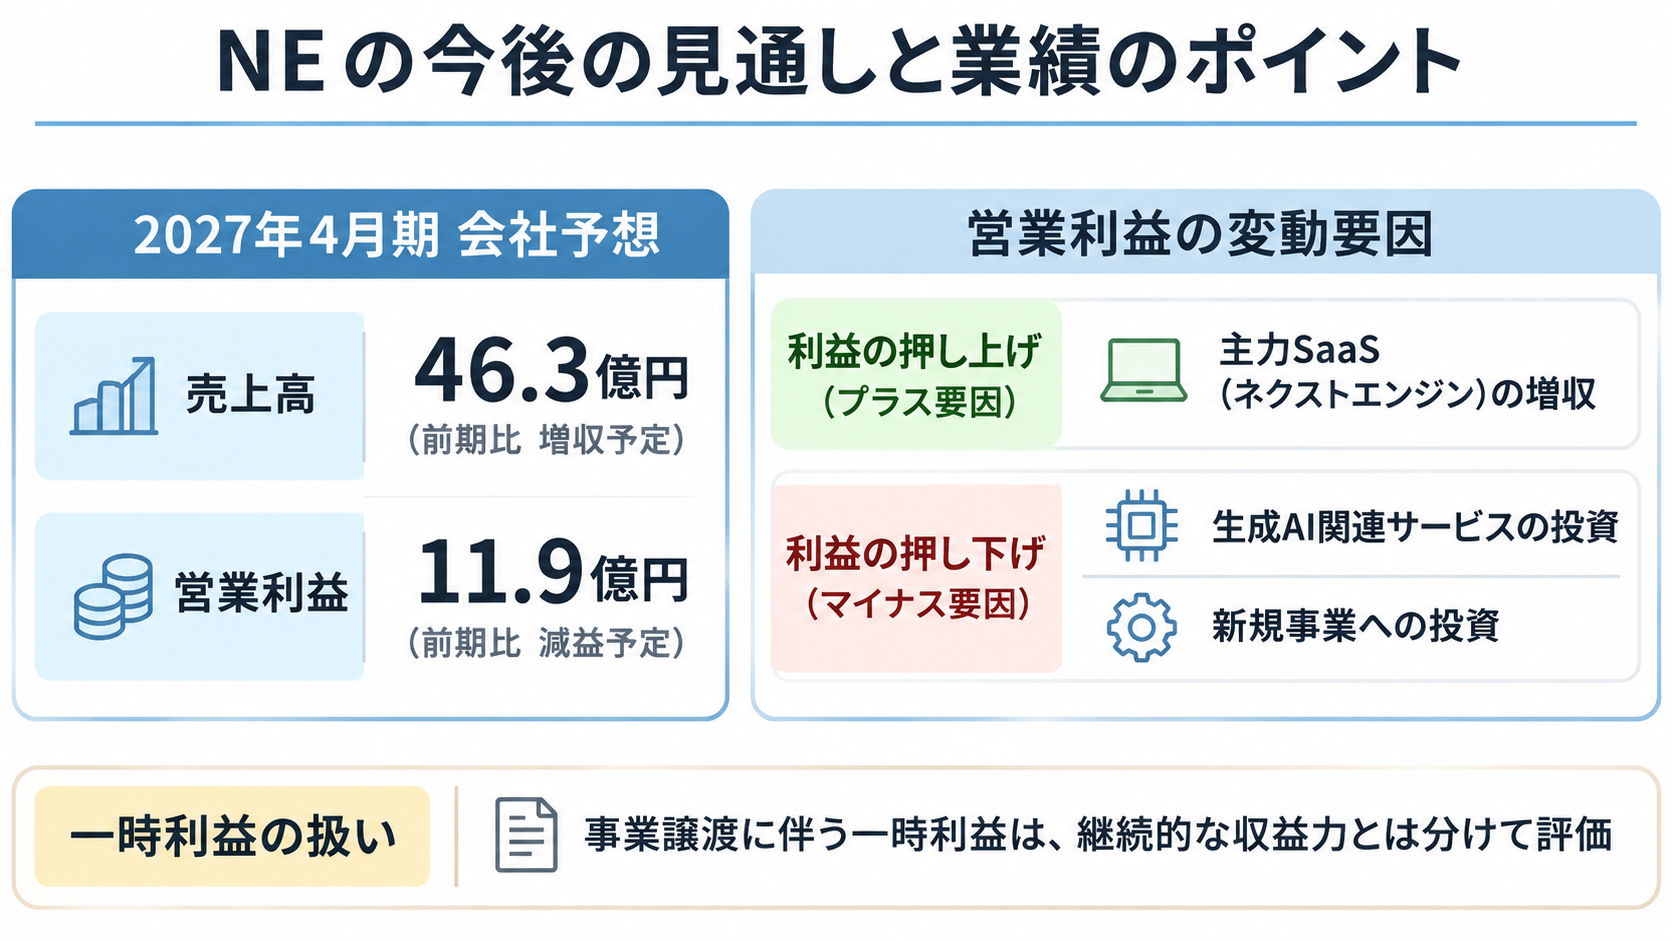 NEの今後の見通しと業績のポイント
2027年4月期 会社予想
売上高
46.3億円
（前期比 増収予定）
営業利益
11.9億円
（前期比 減益予定）
営業利益の変動要因
利益の押し上げ
（プラス要因）
主力SaaS
（ネクストエンジン）の増収
利益の押し下げ
（マイナス要因）
生成AI関連サービスの投資
新規事業への投資
一時利益の扱い
事業譲渡に伴う一時利益は、継続的な収益力とは分けて評価